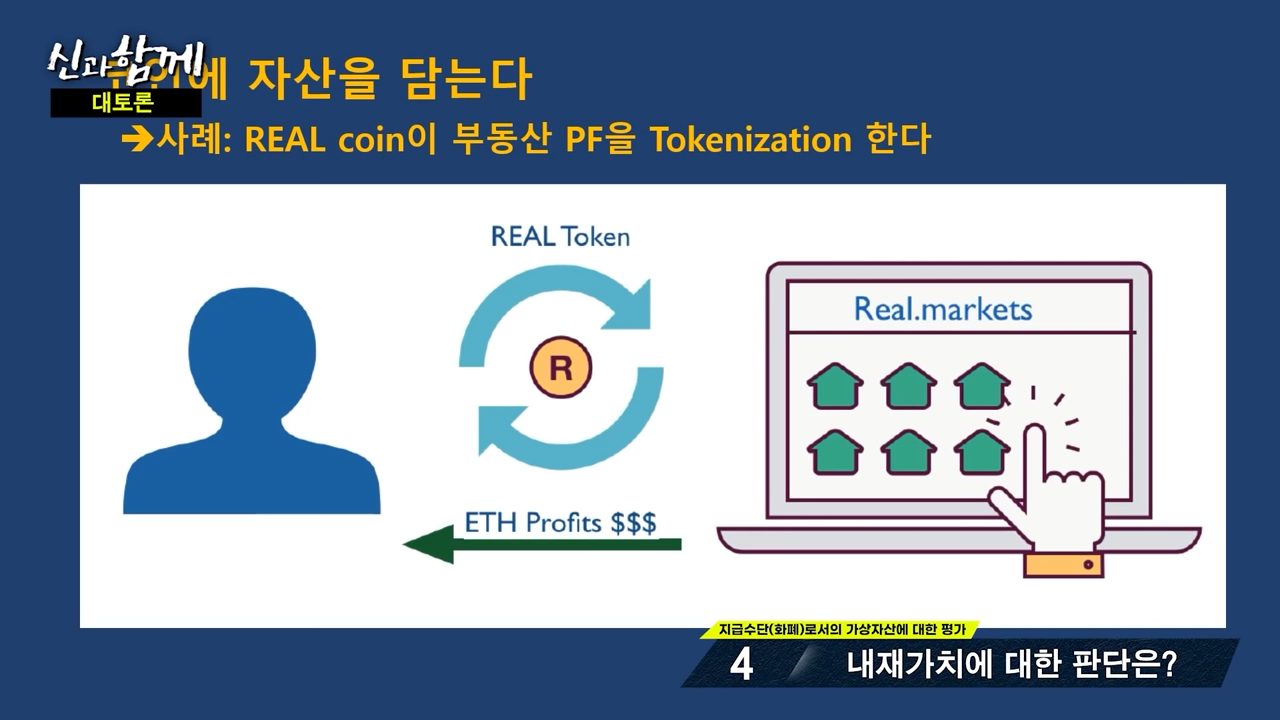 신과함께
대토론
자산을 담는다
➔사례: REAL coin이 부동산 PF을 Tokenization 한다
REAL Token
R
Real.markets
ETH Profits $$$
지급수단(화폐)로서의 가상자산에 대한 평가
4 내재가치에 대한 판단은?